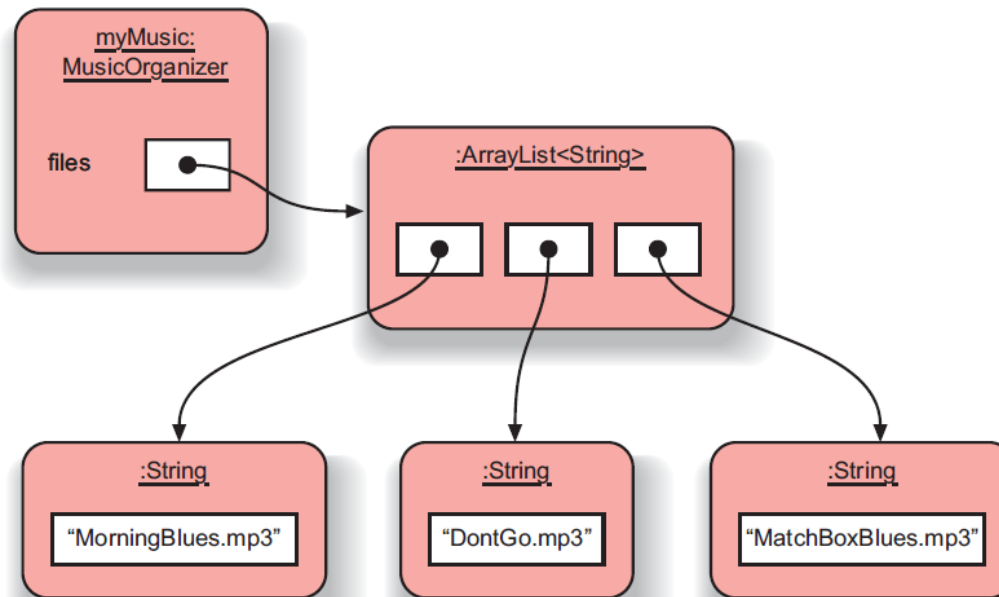 myMusic:
MusicOrganizer
files
:ArrayList<String>
:String
“MorningBlues.mp3”
:String
“DontGo.mp3”
:String
“MatchBoxBlues.mp3”